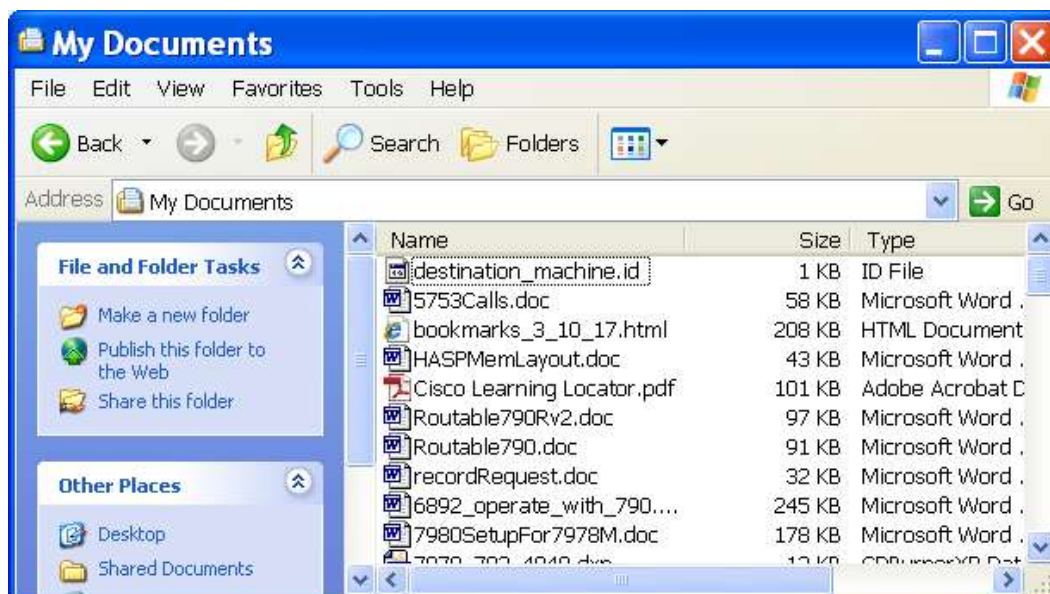 My Documents
File Edit View Favorites Tools Help
Back Search Folders
Address My Documents Go
Name Size Type
File and Folder Tasks
Make a new folder
Publish this folder to
the Web
Share this folder
Other Places
Desktop
Shared Documents
destination_machine.id 1 KB ID File
5753Calls.doc 58 KB Microsoft Word .
bookmarks_3_10_17.html 208 KB HTML Document
HASPMemLayout.doc 43 KB Microsoft Word .
Cisco Learning Locator.pdf 101 KB Adobe Acrobat D
Routable790Rv2.doc 97 KB Microsoft Word .
Routable790.doc 91 KB Microsoft Word .
recordRequest.doc 32 KB Microsoft Word .
6892_operate_with_790.... 245 KB Microsoft Word .
7980SetupFor7978M.doc 178 KB Microsoft Word .